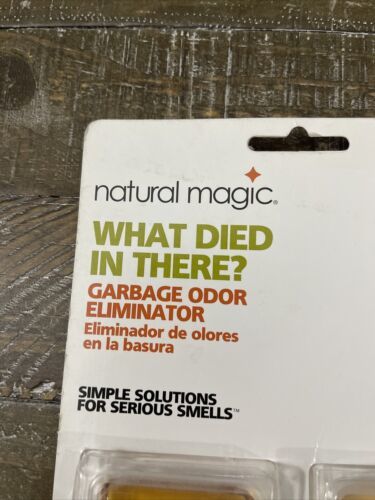 natural magic®
WHAT DIED
IN THERE?
GARBAGE ODOR
ELIMINATOR
Eliminador de olores
en la basura
SIMPLE SOLUTIONS
FOR SERIOUS SMELLS™